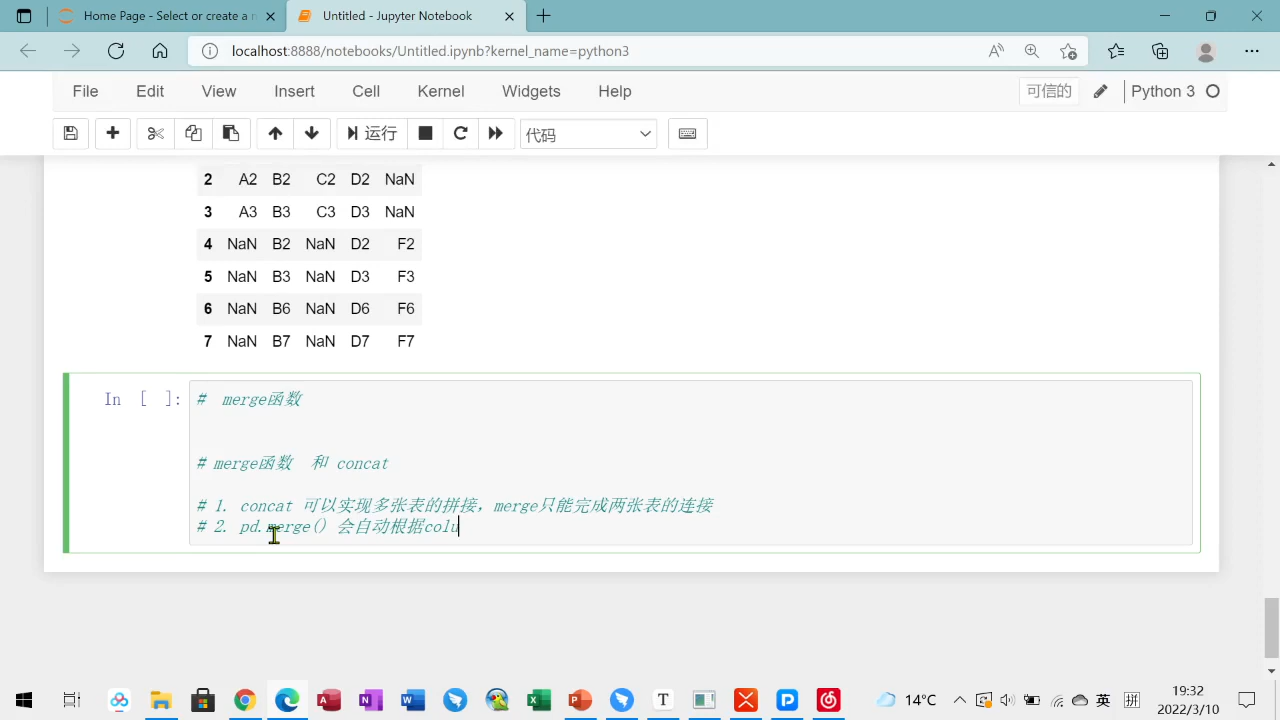 Home Page - Select or create a n
Untitled - Jupyter Notebook
localhost:8888/notebooks/Untitled.ipynb?kernel_name=python3
File Edit View Insert Cell Kernel Widgets Help 可信的 Python 3
运行 代码
2 A2 B2 C2 D2 NaN
3 A3 B3 C3 D3 NaN
4 NaN B2 NaN D2 F2
5 NaN B3 NaN D3 F3
6 NaN B6 NaN D6 F6
7 NaN B7 NaN D7 F7
In [ ]: # merge函数
# merge函数 和 concat
# 1. concat 可以实现多张表的拼接，merge只能完成两张表的连接
# 2. pd.merge() 会自动根据colu
14°C 英 拼 19:32
2022/3/10